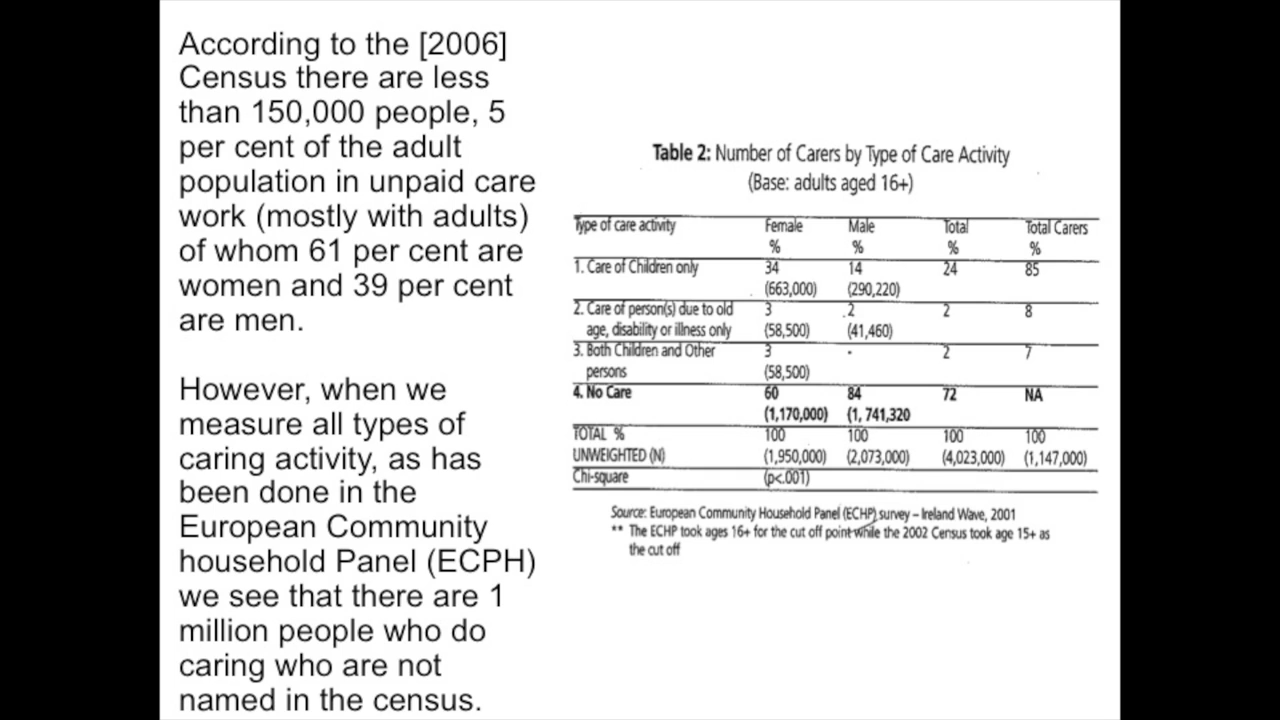 According to the [2006]
Census there are less
than 150,000 people, 5
per cent of the adult
population in unpaid care
work (mostly with adults)
of whom 61 per cent are
women and 39 per cent
are men.
However, when we
measure all types of
caring activity, as has
been done in the
European Community
household Panel (ECPH)
we see that there are 1
million people who do
caring who are not
named in the census.
Table 2: Number of Carers by Type of Care Activity
(Base: adults aged 16+)
Type of care activity Female Male Total Total Carers
% % % %
1. Care of Children only 34 14 24 85
(663,000) (290,220)
2. Care of person(s) due to old 3 2 2 8
age, disability or illness only (58,500) (41,460)
3. Both Children and Other 3 - 2 7
persons (58,500)
4. No Care 60 84 72 NA
(1,170,000) (1, 741,320
TOTAL % 100 100 100 100
UNWEIGHTED (N) (1,950,000) (2,073,000) (4,023,000) (1,147,000)
Chi-square (p<.001)
Source: European Community Household Panel (ECHP) survey – Ireland Wave, 2001
** The ECHP took ages 16+ for the cut off point while the 2002 Census took age 15+ as
the cut off